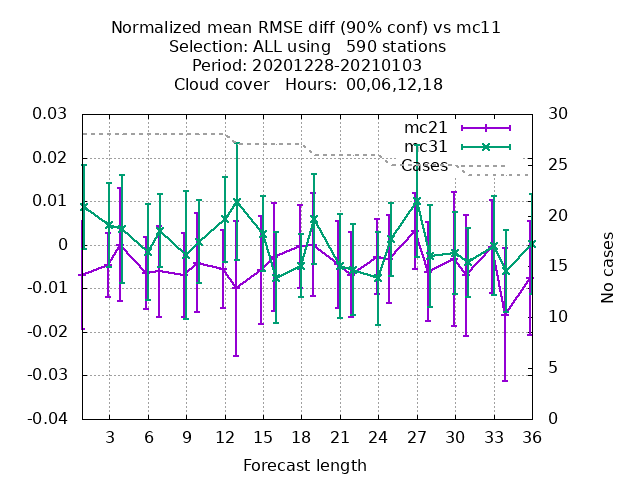 Normalized mean RMSE diff (90% conf) vs mc11
Selection: ALL using   590 stations
Period: 20201228-20210103
Cloud cover   Hours: 00,06,12,18
0.03
0.02
0.01
0
-0.01
-0.02
-0.03
-0.04
30
25
20
15
10
5
0
No cases
mc21
mc31
Cases
3 6 9 12 15 18 21 24 27 30 33 36
Forecast length